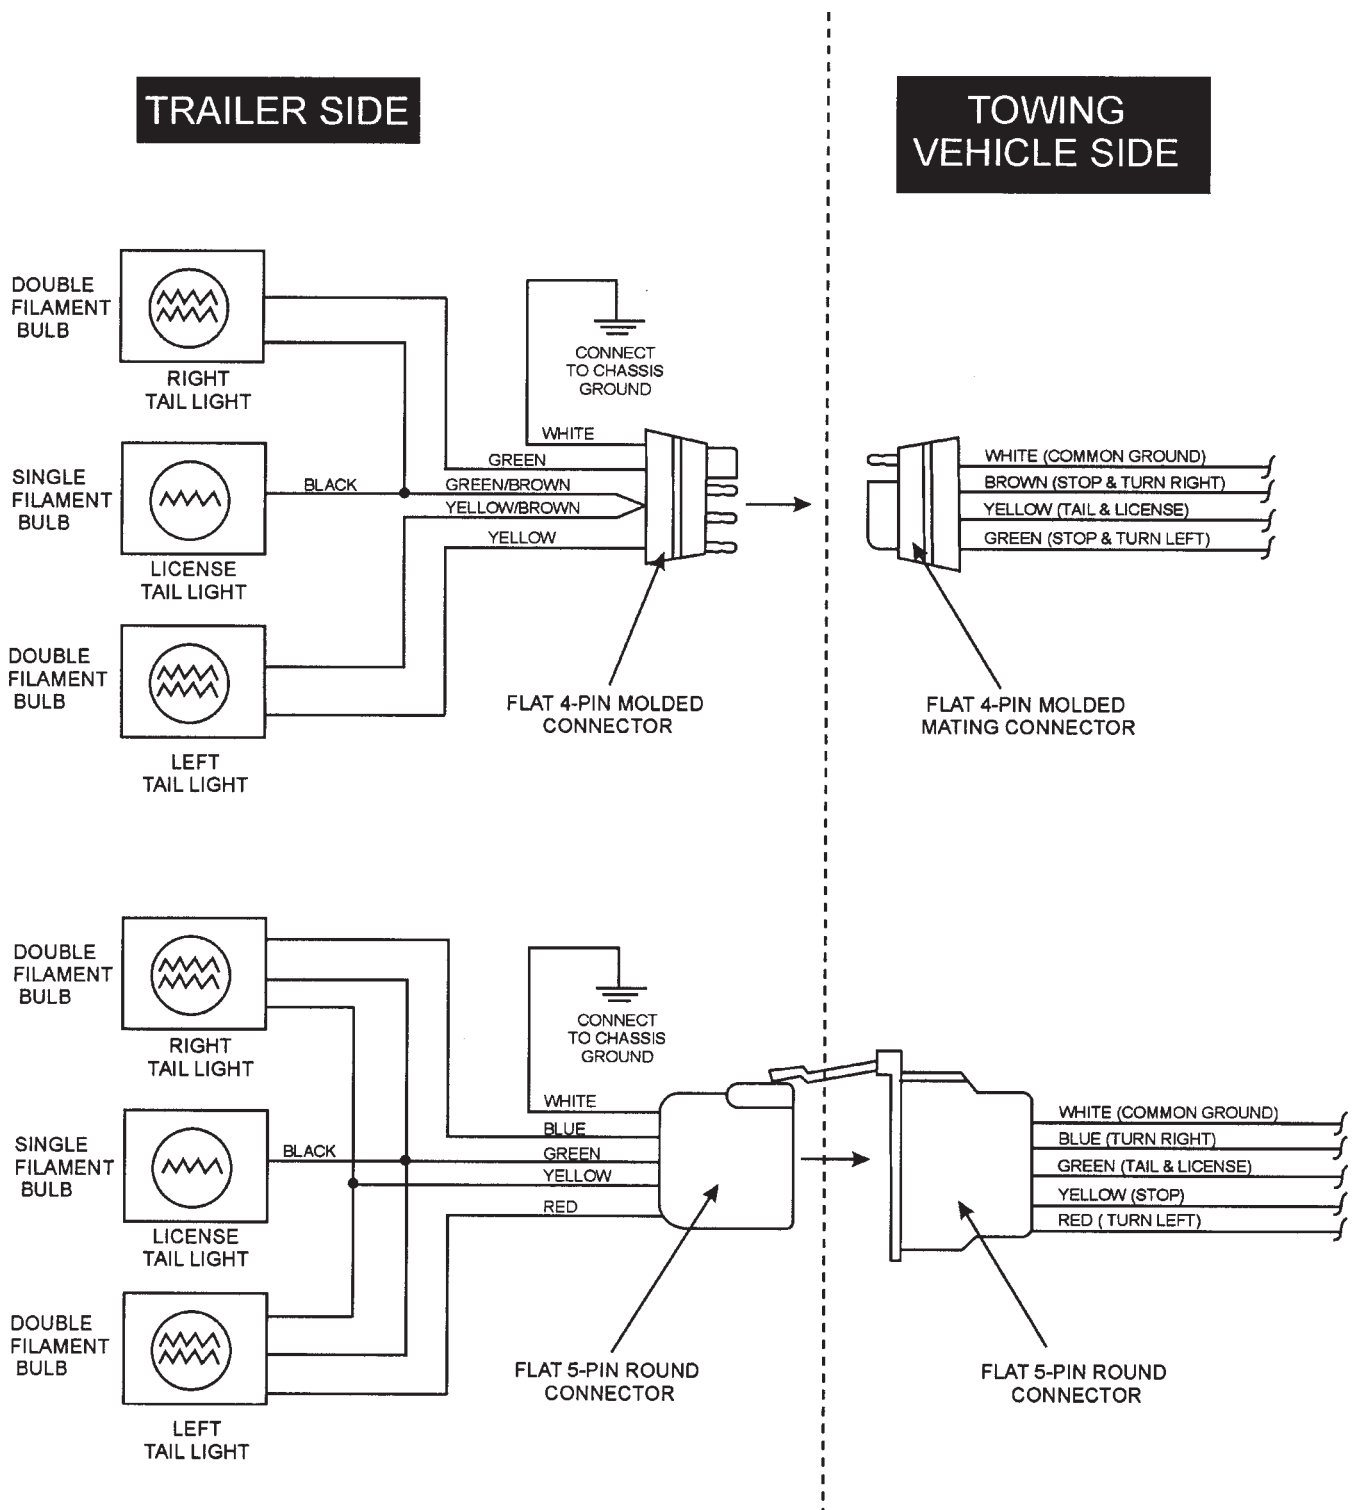 TRAILER SIDE
TOWING
VEHICLE SIDE
DOUBLE
FILAMENT
BULB
RIGHT
TAIL LIGHT
CONNECT
TO CHASSIS
GROUND
SINGLE
FILAMENT
BULB
BLACK
LICENSE
TAIL LIGHT
WHITE
GREEN
GREEN/BROWN
YELLOW/BROWN
YELLOW
WHITE (COMMON GROUND)
BROWN (STOP & TURN RIGHT)
YELLOW (TAIL & LICENSE)
GREEN (STOP & TURN LEFT)
DOUBLE
FILAMENT
BULB
LEFT
TAIL LIGHT
FLAT 4-PIN MOLDED
CONNECTOR
FLAT 4-PIN MOLDED
MATING CONNECTOR
DOUBLE
FILAMENT
BULB
RIGHT
TAIL LIGHT
CONNECT
TO CHASSIS
GROUND
SINGLE
FILAMENT
BULB
BLACK
LICENSE
TAIL LIGHT
WHITE
BLUE
GREEN
YELLOW
RED
WHITE (COMMON GROUND)
BLUE (TURN RIGHT)
GREEN (TAIL & LICENSE)
YELLOW (STOP)
RED ( TURN LEFT)
DOUBLE
FILAMENT
BULB
LEFT
TAIL LIGHT
FLAT 5-PIN ROUND
CONNECTOR
FLAT 5-PIN ROUND
CONNECTOR